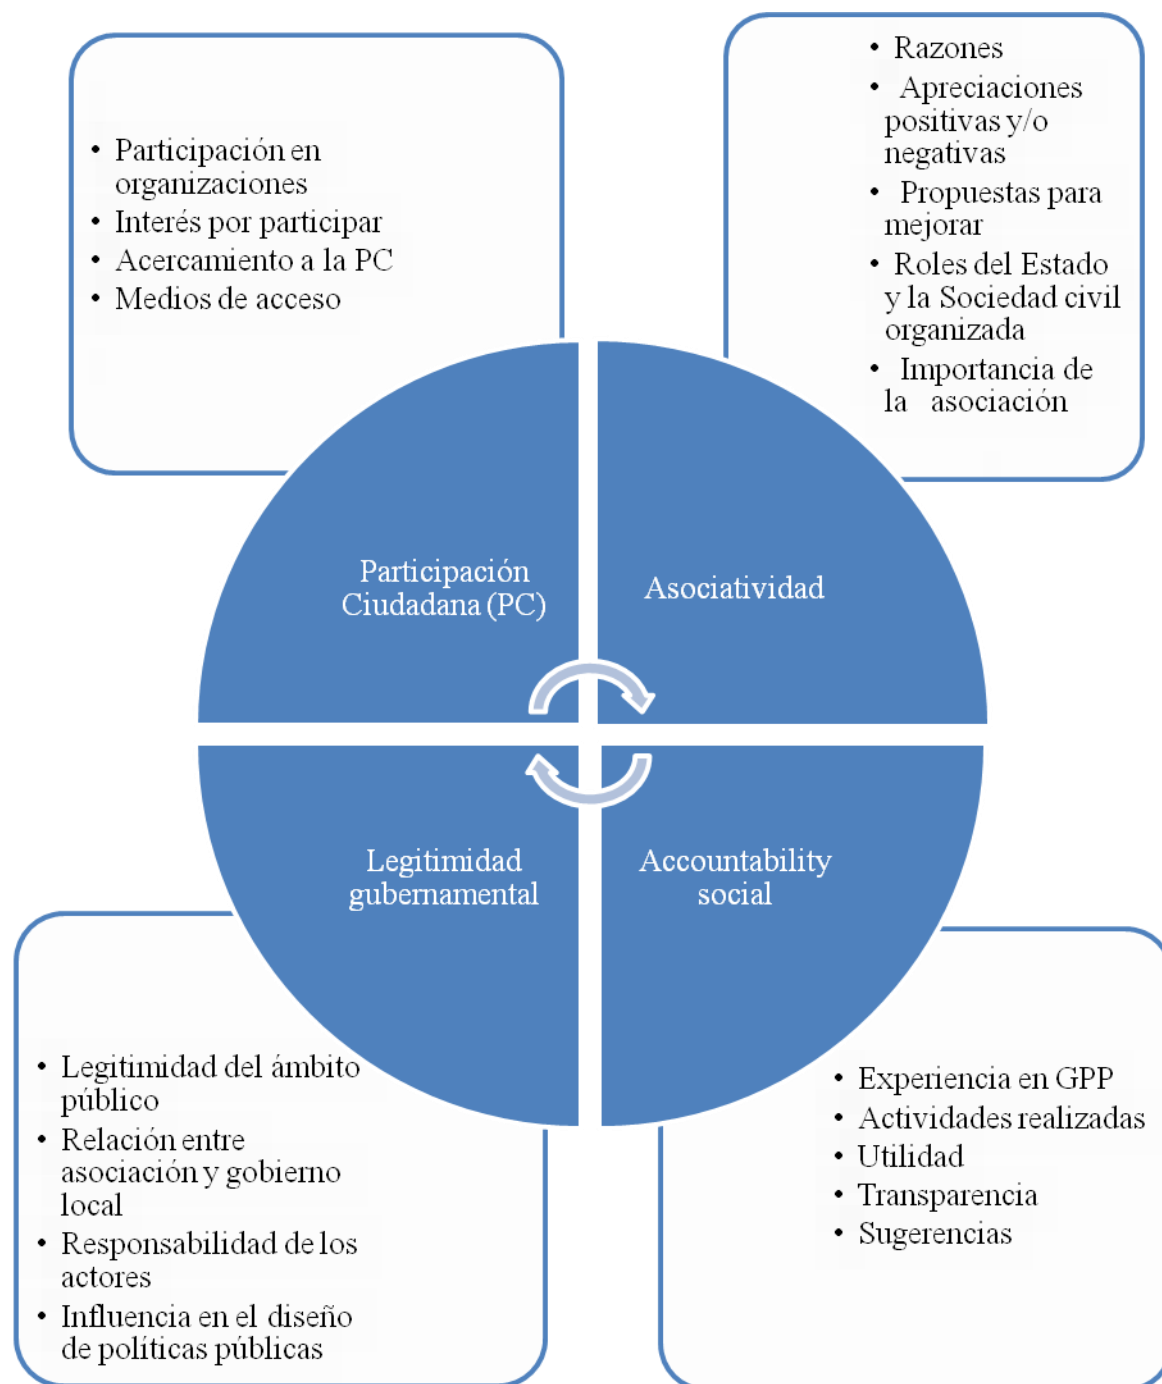 • Participación en
organizaciones
• Interés por participar
• Acercamiento a la PC
• Medios de acceso
• Razones
• Apreciaciones
positivas y/o
negativas
• Propuestas para
mejorar
• Roles del Estado
y la Sociedad civil
organizada
• Importancia de
la asociación
Participación
Ciudadana (PC)
Asociatividad
Legitimidad
gubernamental
Accountability
social
• Legitimidad del ámbito
público
• Relación entre
asociación y gobierno
local
• Responsabilidad de los
actores
• Influencia en el diseño
de políticas públicas
• Experiencia en GPP
• Actividades realizadas
• Utilidad
• Transparencia
• Sugerencias